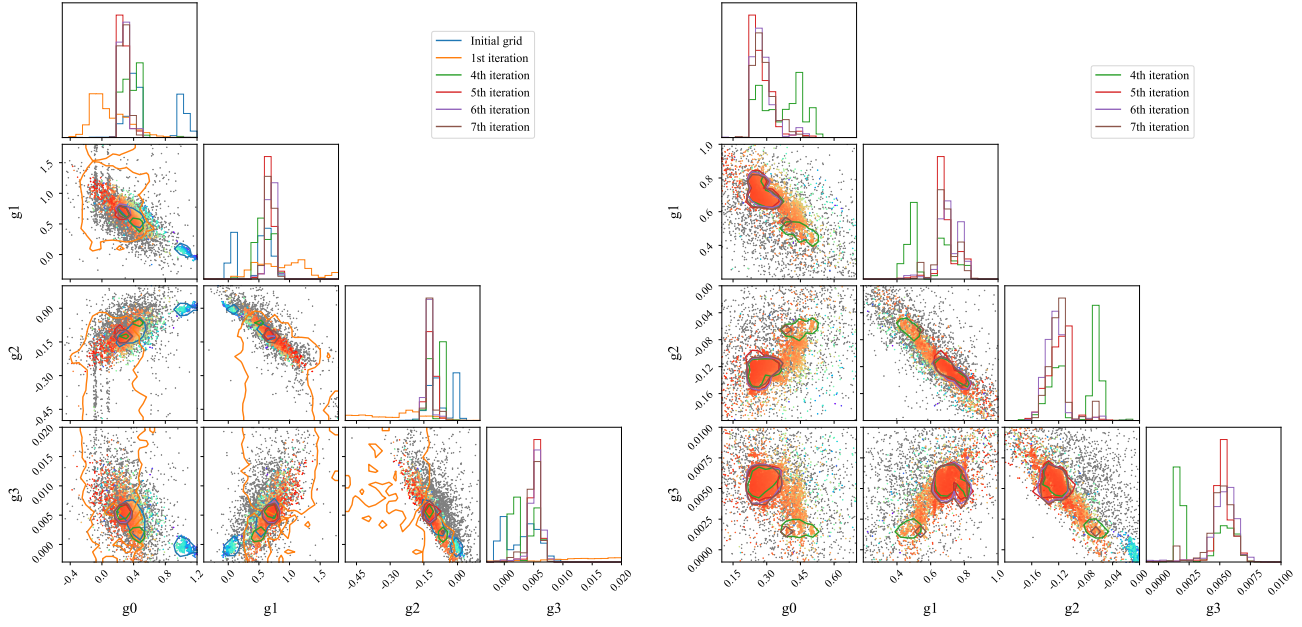 Initial grid
1st iteration
4th iteration
5th iteration
6th iteration
7th iteration
g1
1.5
1.0
0.5
0.0
g2
0.00
-0.15
-0.30
-0.45
g3
0.020
0.015
0.010
0.005
0.000
-0.4 0.0 0.4 0.8 1.2
g0
0.0 0.5 1.0 1.5
g1
-0.45 -0.30 -0.15 0.00
g2
0.000 0.005 0.010 0.020
g3
4th iteration
5th iteration
6th iteration
7th iteration
g1
1.0
0.8
0.6
0.4
g2
0.00
-0.04
-0.08
-0.12
-0.16
g3
0.0100
0.0075
0.0050
0.0025
0.0000
0.15 0.30 0.45 0.60
g0
0.4 0.6 0.8 1.0
g1
-0.16 -0.12 -0.08 -0.04 0.00
g2
0.0000 0.0025 0.0050 0.0075 0.0100
g3